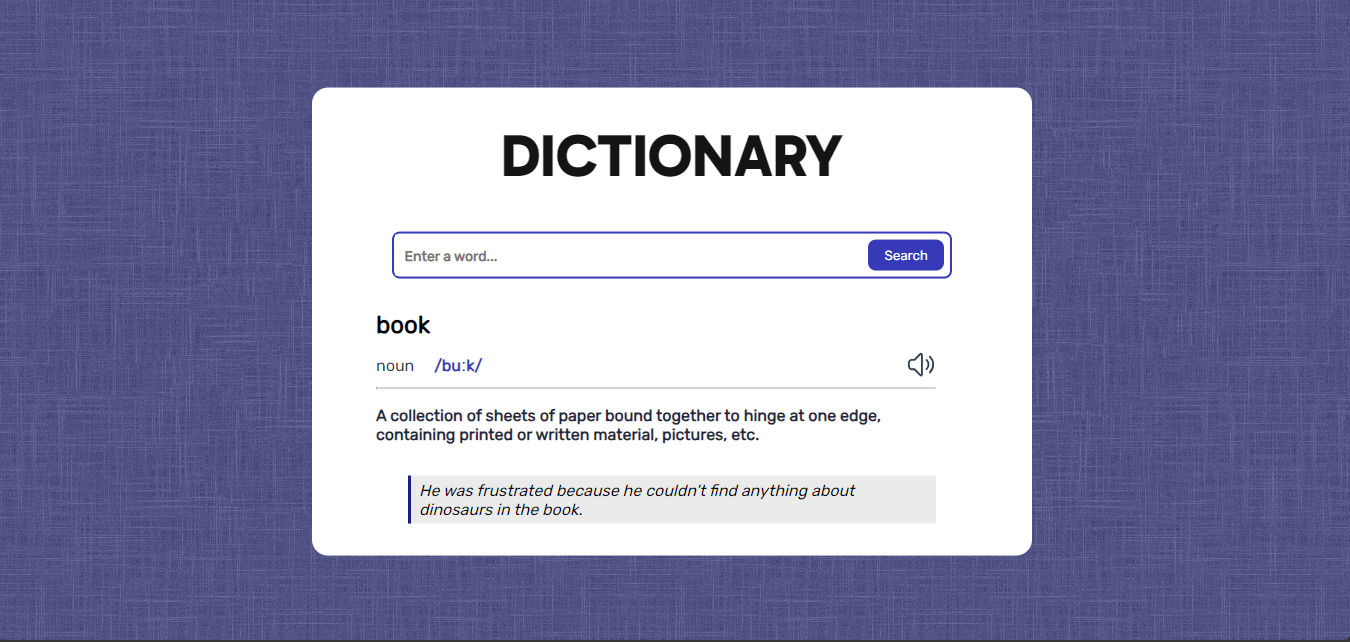 DICTIONARY
Enter a word...
Search
book
noun /buːk/
A collection of sheets of paper bound together to hinge at one edge,
containing printed or written material, pictures, etc.
He was frustrated because he couldn't find anything about
dinosaurs in the book.